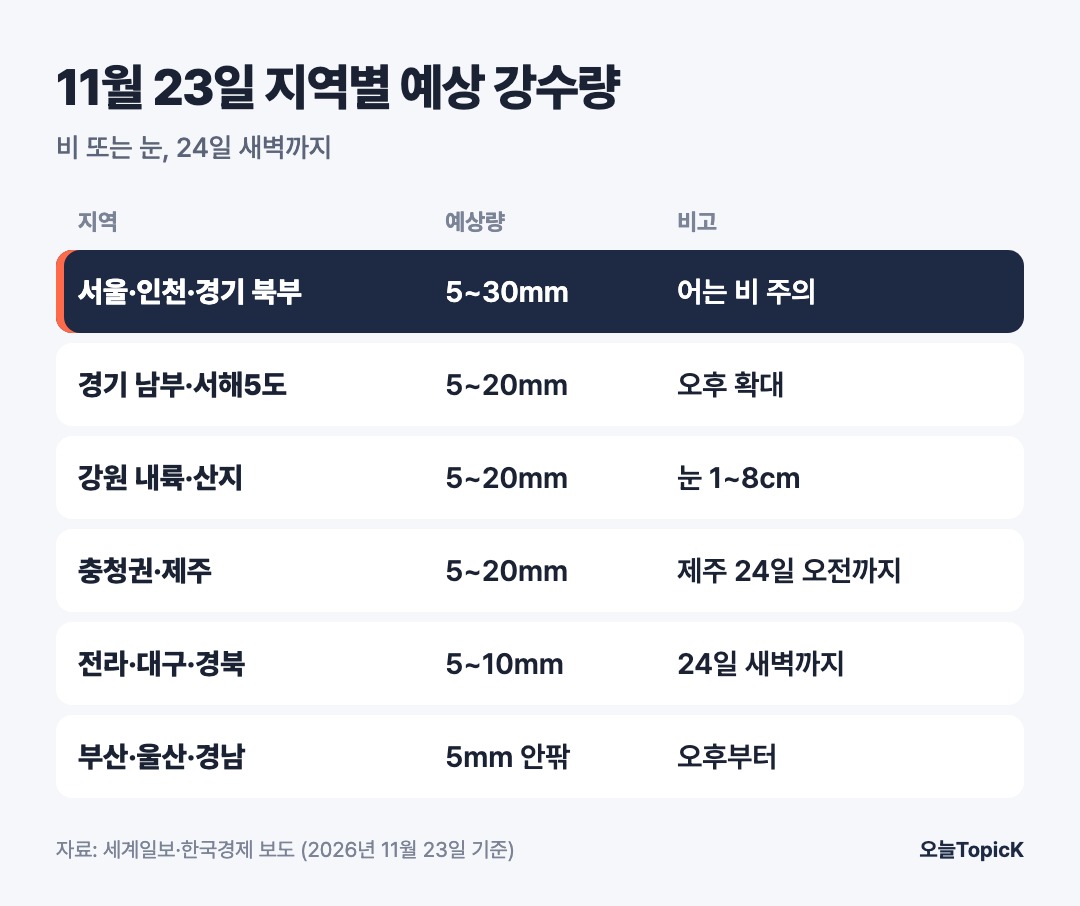 11월 23일 지역별 예상 강수량
비 또는 눈, 24일 새벽까지
지역 예상량 비고
서울·인천·경기 북부 5~30mm 어는 비 주의
경기 남부·서해5도 5~20mm 오후 확대
강원 내륙·산지 5~20mm 눈 1~8cm
충청권·제주 5~20mm 제주 24일 오전까지
전라·대구·경북 5~10mm 24일 새벽까지
부산·울산·경남 5mm 안팎 오후부터
자료: 세계일보·한국경제 보도 (2026년 11월 23일 기준) 오늘TopicK